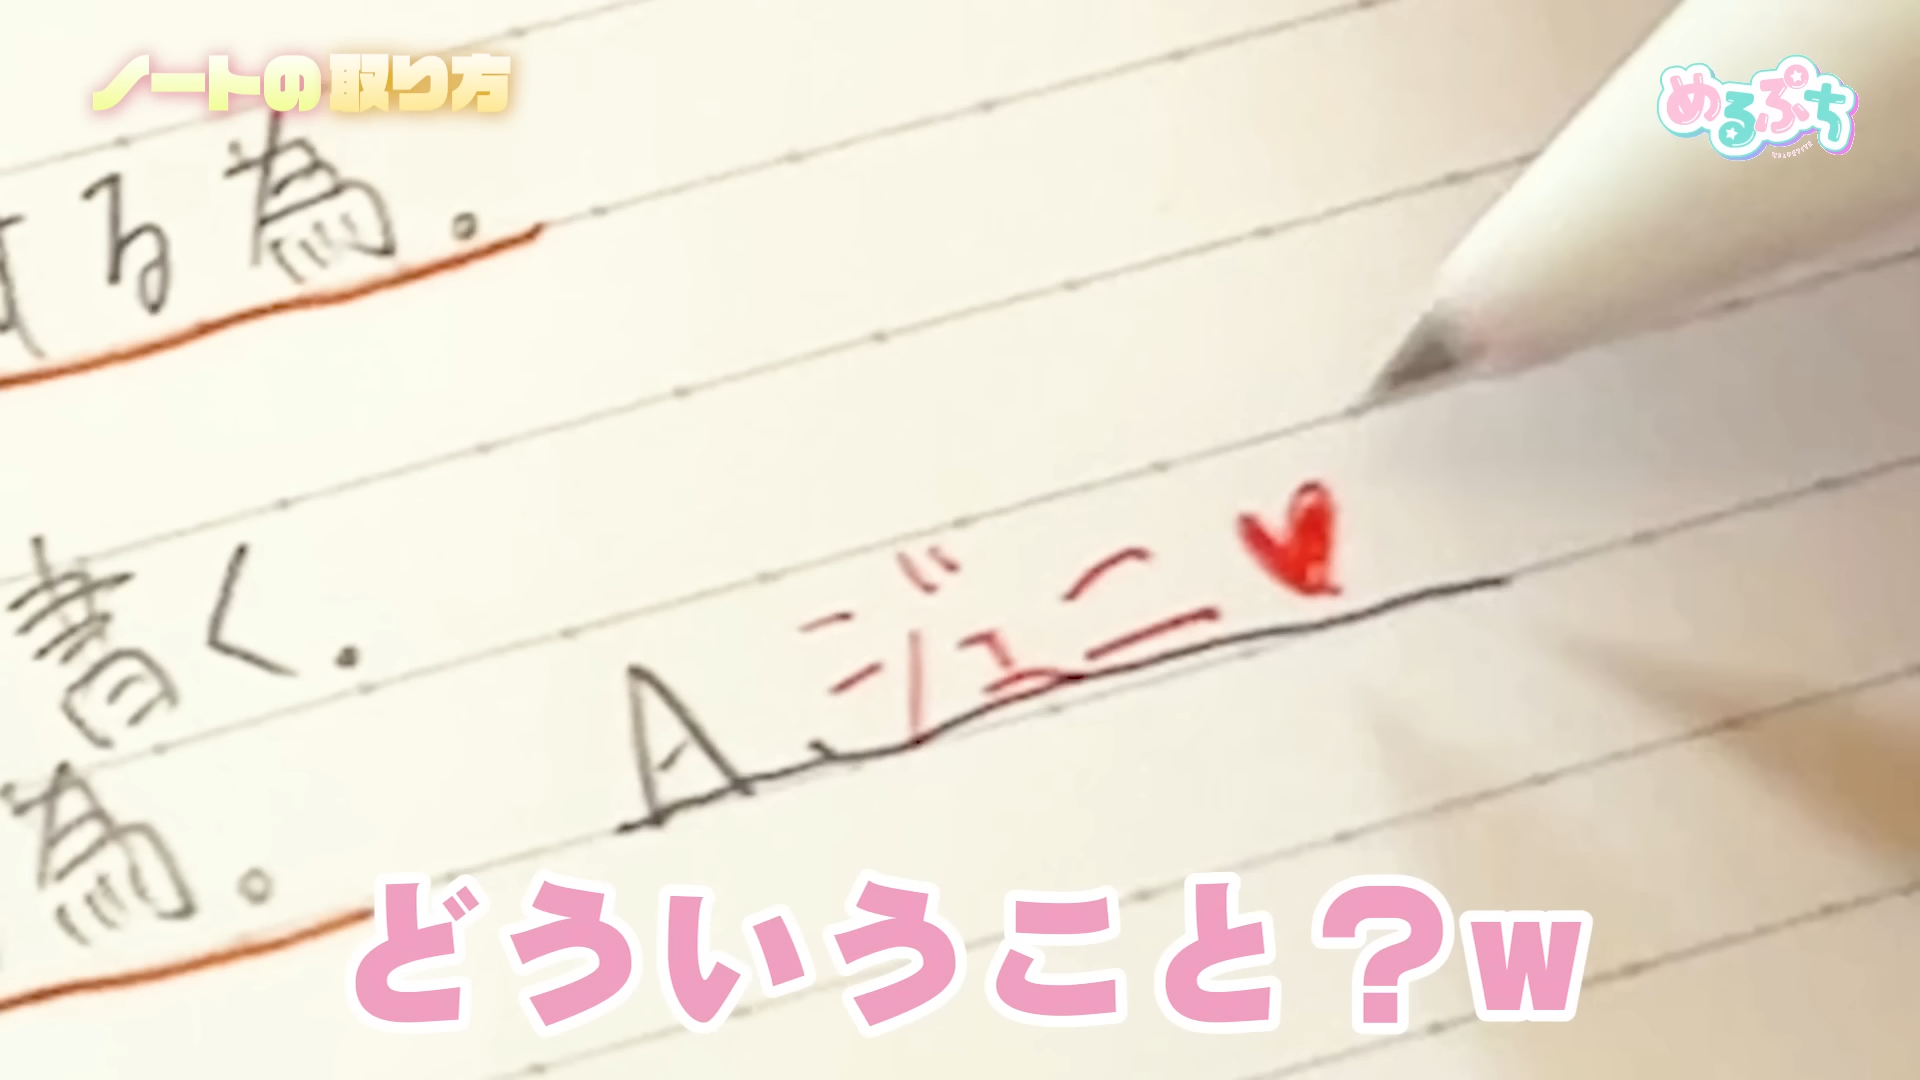 ノートの取り方
めるぷち
する為。
書く.
A. ジュニ♥
為。
どういうこと？w